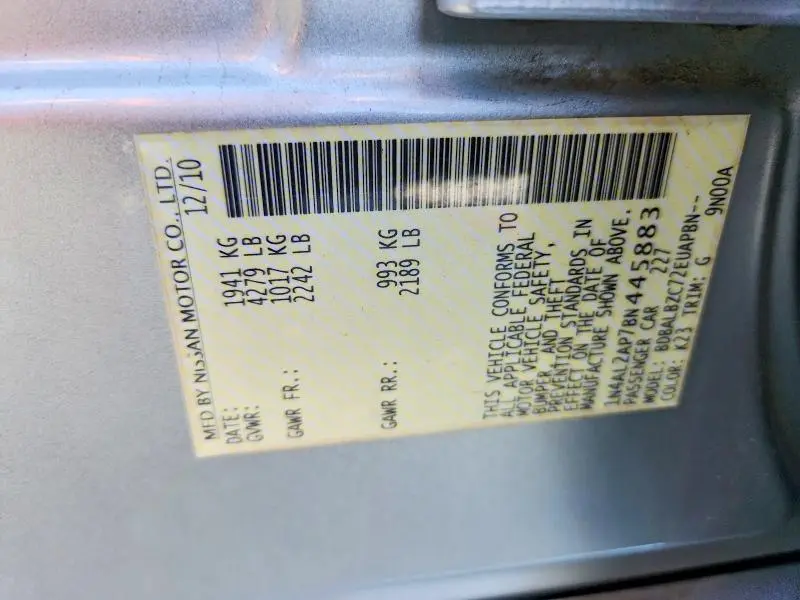 MFD BY NISSAN MOTOR CO., LTD.
DATE: 12/10
GVWR: 1941 KG
4279 LB
GAWR FR.: 1017 KG
2242 LB
GAWR RR.: 993 KG
2189 LB
THIS VEHICLE CONFORMS TO
ALL APPLICABLE FEDERAL
MOTOR VEHICLE SAFETY,
BUMPER, AND THEFT
PREVENTION STANDARDS IN
EFFECT ON THE DATE OF
MANUFACTURE SHOWN ABOVE.
1N4AL2AP7BN445883
PASSENGER CAR 227
MODEL: BDBALBZC72EUAPBN--
COLOR: K23 TRIM: G 9N00A